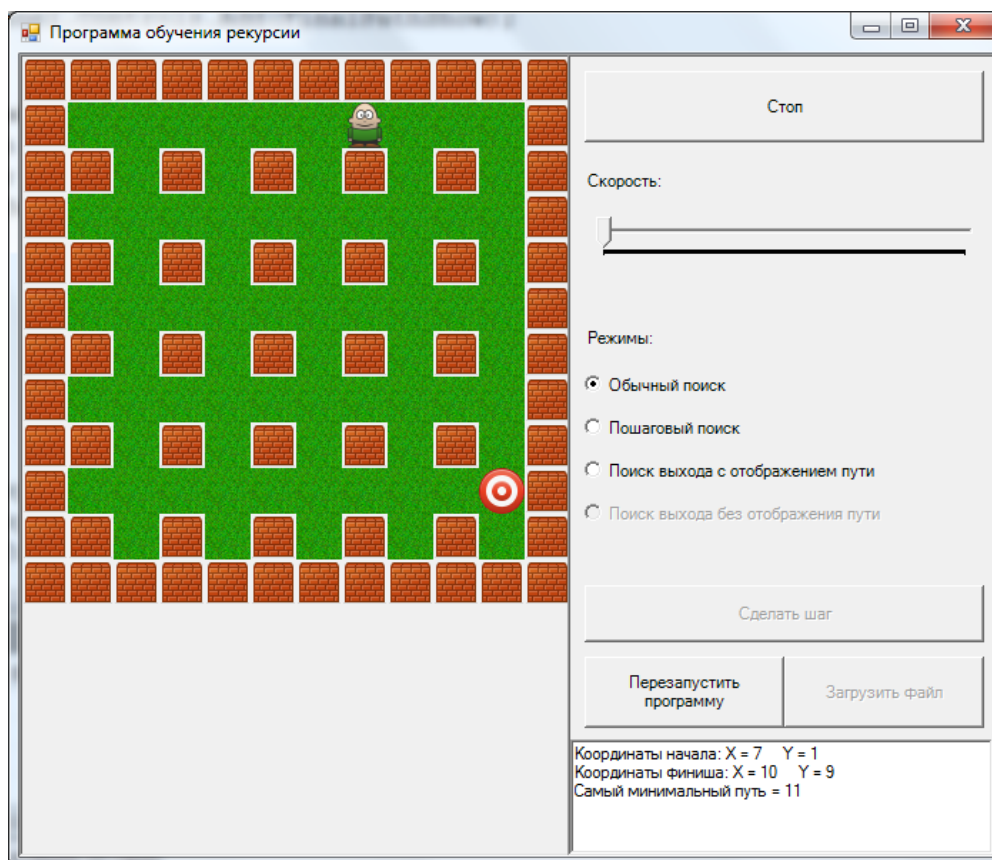 Программа обучения рекурсии
Стоп
Скорость:
Режимы:
Обычный поиск
Пошаговый поиск
Поиск выхода с отображением пути
Поиск выхода без отображения пути
Сделать шаг
Перезапустить
программу
Загрузить файл
Координаты начала: X = 7 Y = 1
Координаты финиша: X = 10 Y = 9
Самый минимальный путь = 11